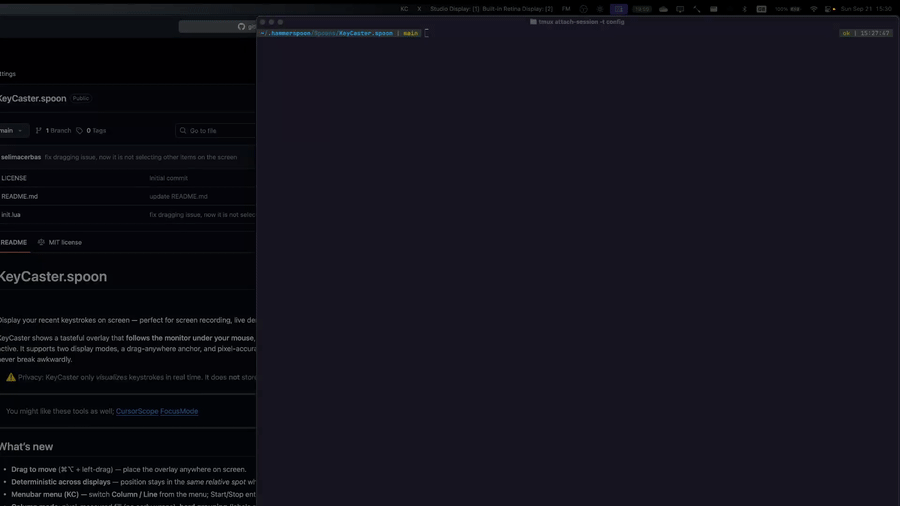 KC X Studio Display: [1] Built-in Retina Display: [2] FM Sun Sep 21 15:30
tmux attach-session -t config
~/.hammerspoon/Spoons/KeyCaster.spoon | main
ok | 15:27:47
ttings
KeyCaster.spoon Public
main 1 Branch 0 Tags Go to file
selimacerbas fix dragging issue, now it is not selecting other items on the screen
LICENSE Initial commit
README.md update README.md
init.lua fix dragging issue, now it is not selec
README MIT license
KeyCaster.spoon
Display your recent keystrokes on screen — perfect for screen recording, live de
KeyCaster shows a tasteful overlay that follows the monitor under your mouse,
active. It supports two display modes, a drag-anywhere anchor, and pixel-accura
never break awkwardly.
Privacy: KeyCaster only visualizes keystrokes in real time. It does not stor
You might like these tools as well; CursorScope FocusMode
What's new
• Drag to move (⌘⌥ + left-drag) — place the overlay anywhere on screen.
• Deterministic across displays — position stays in the same relative spot wh
• Menubar menu (KC) — switch Column / Line from the menu; Start/Stop ent